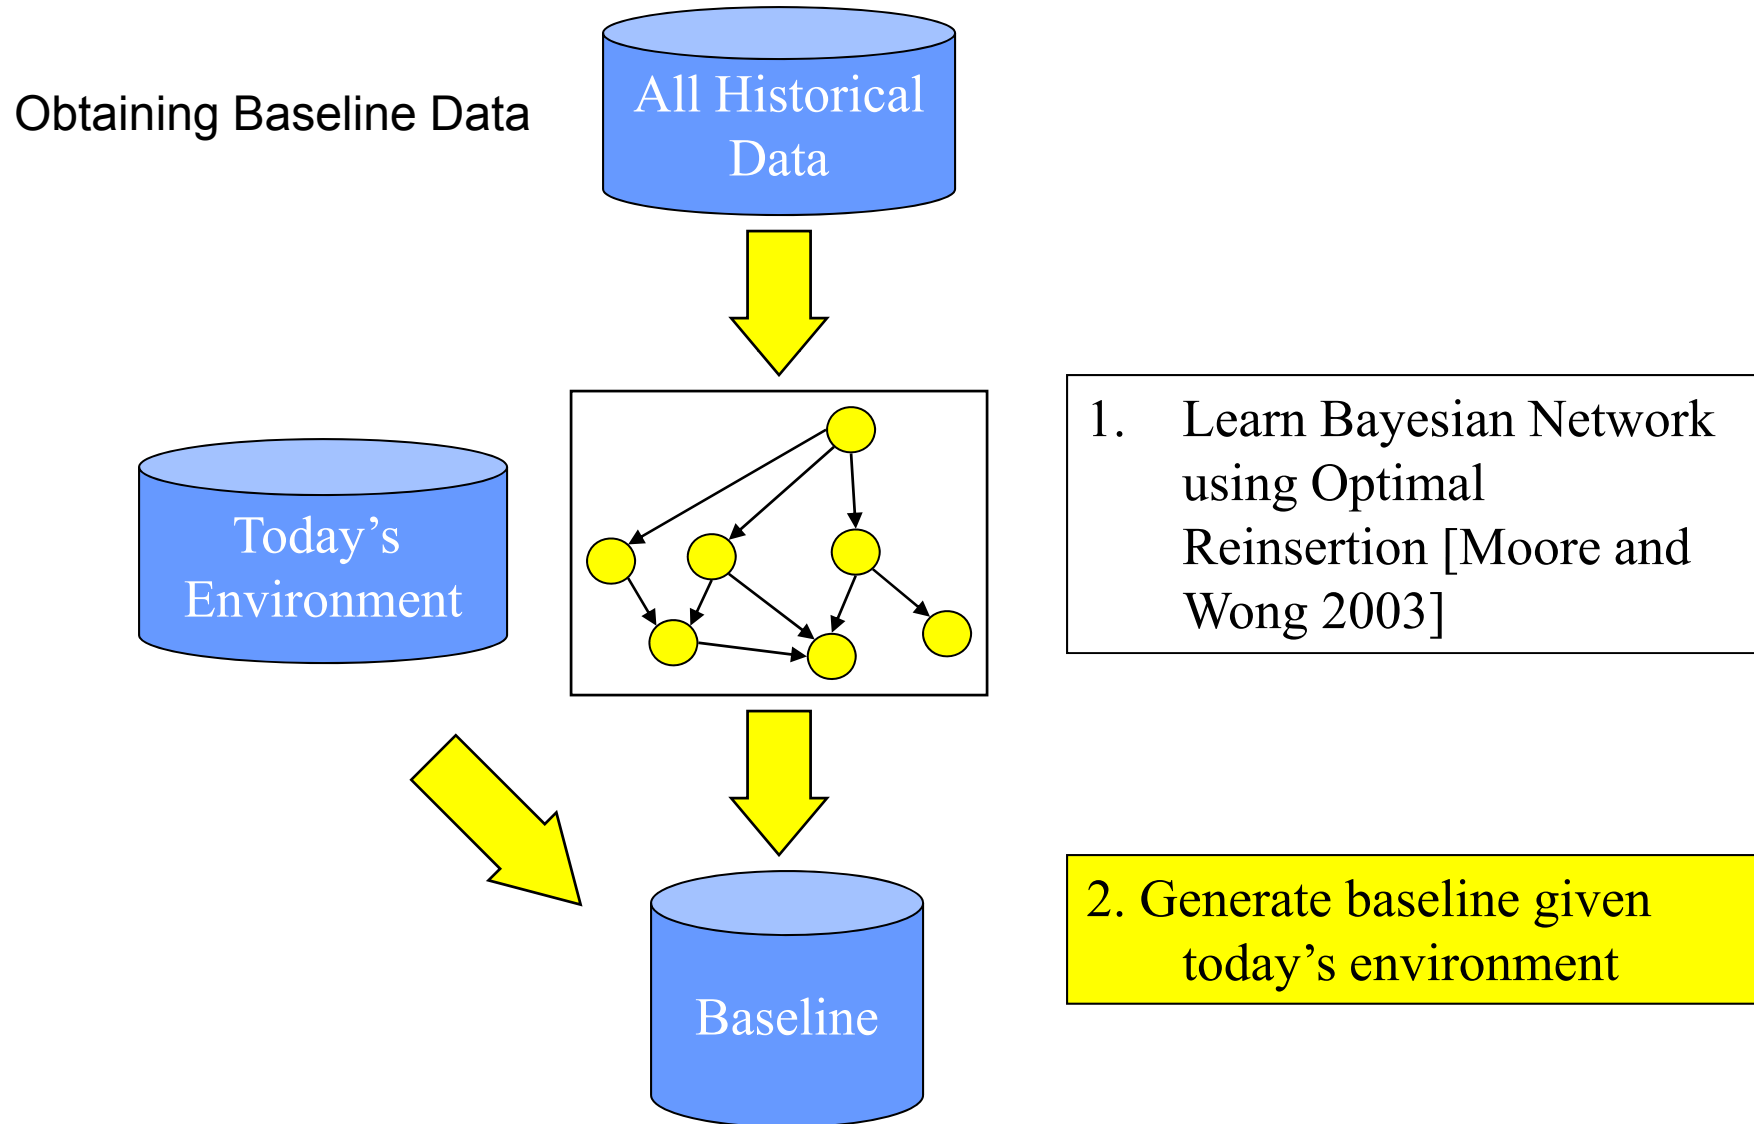 Obtaining Baseline Data
All Historical
Data
Today’s
Environment
1. Learn Bayesian Network
using Optimal
Reinsertion [Moore and
Wong 2003]
2. Generate baseline given
today’s environment
Baseline